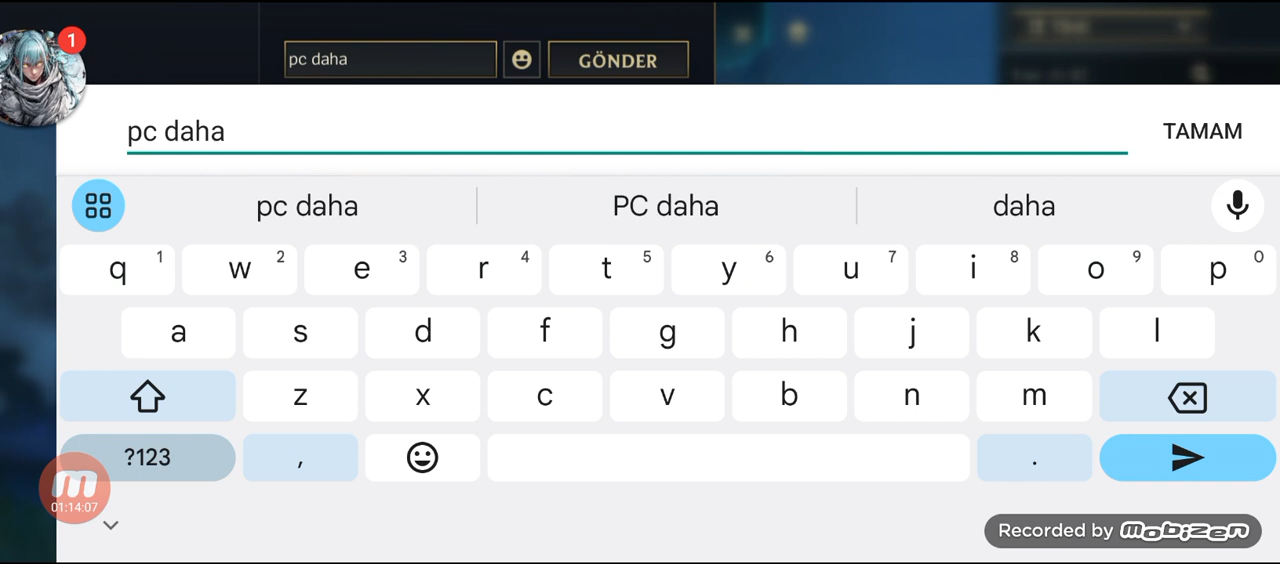 1
pc daha
GÖNDER
pc daha
TAMAM
pc daha
PC daha
daha
q 1 w 2 e 3 r 4 t 5 y 6 u 7 i 8 o 9 p 0
a s d f g h j k l
z x c v b n m
?123 , .
01:14:07
Recorded by mobizen